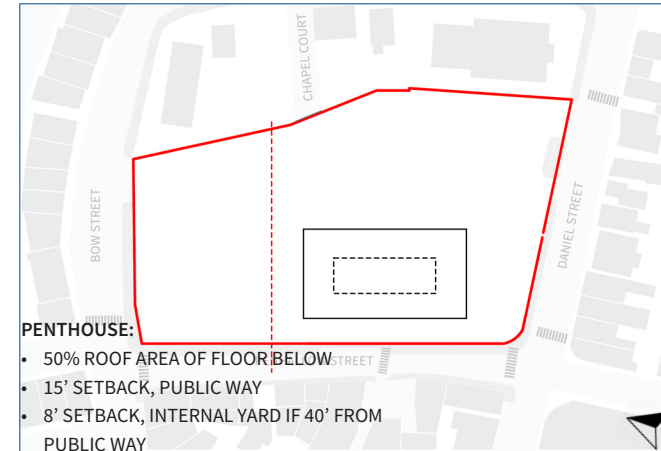 CHAPEL COURT
BOW STREET
DANIEL STREET
STREET
PENTHOUSE:
• 50% ROOF AREA OF FLOOR BELOW
• 15’ SETBACK, PUBLIC WAY
• 8’ SETBACK, INTERNAL YARD IF 40’ FROM
PUBLIC WAY